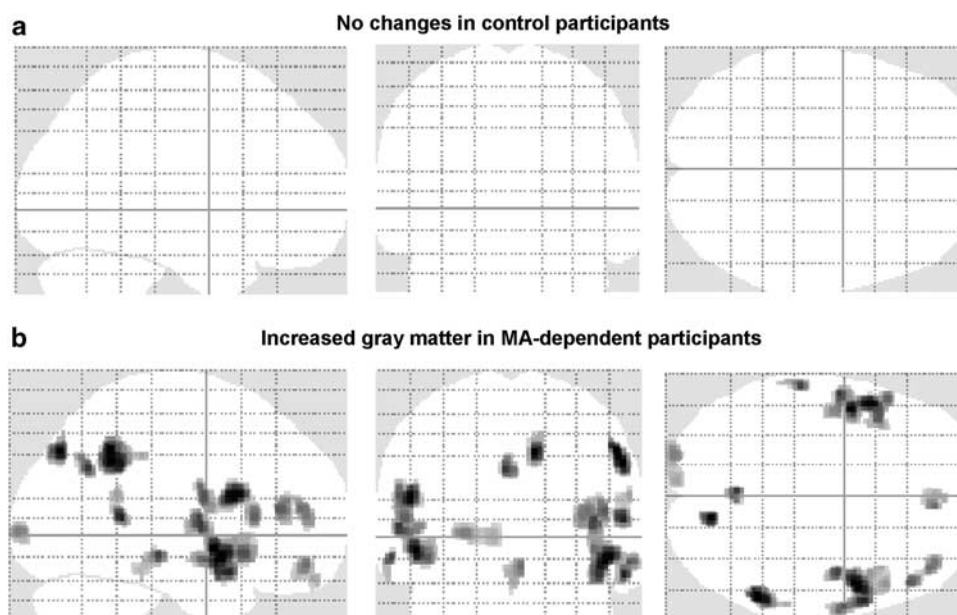 a
No changes in control participants
b
Increased gray matter in MA-dependent participants